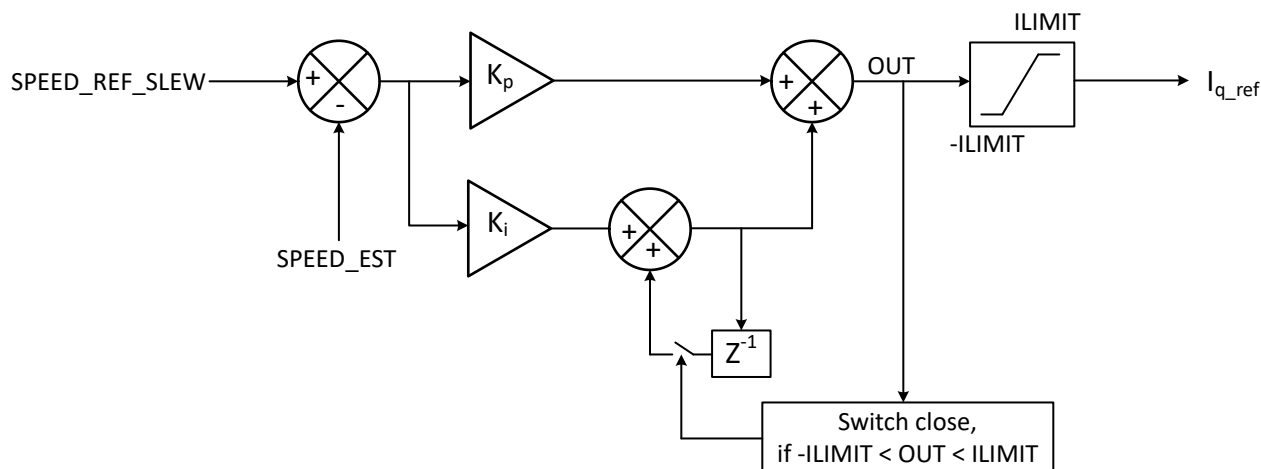 ILIMIT
SPEED_REF_SLEW
+
-
Kp
+
+
OUT
Iq_ref
-ILIMIT
SPEED_EST
Ki
+
+
Z-1
Switch close,
if -ILIMIT < OUT < ILIMIT